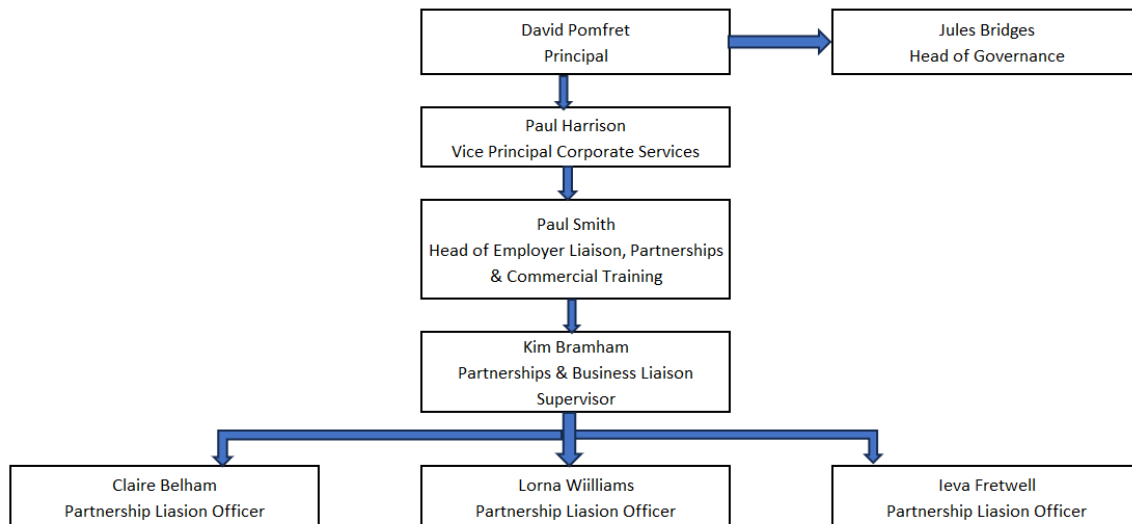 David Pomfret
Principal
Jules Bridges
Head of Governance
Paul Harrison
Vice Principal Corporate Services
Paul Smith
Head of Employer Liaison, Partnerships
& Commercial Training
Kim Bramham
Partnerships & Business Liaison
Supervisor
Claire Belham
Partnership Liasion Officer
Lorna Wiilliams
Partnership Liasion Officer
Ieva Fretwell
Partnership Liasion Officer